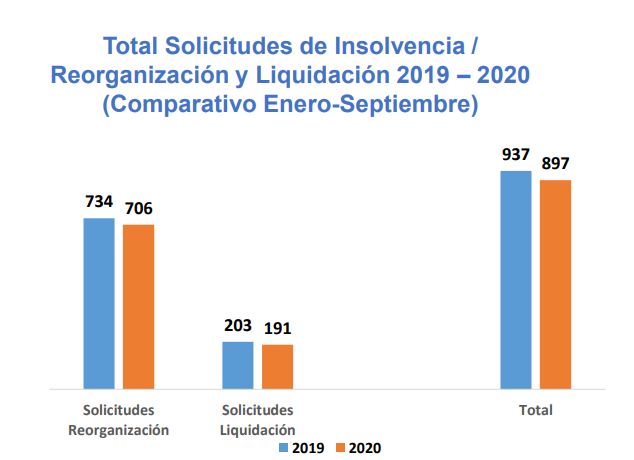 Total Solicitudes de Insolvencia /
Reorganización y Liquidación 2019 – 2020
(Comparativo Enero-Septiembre)
937
897
734
706
203
191
Solicitudes
Reorganización
Solicitudes
Liquidación
Total
2019
2020